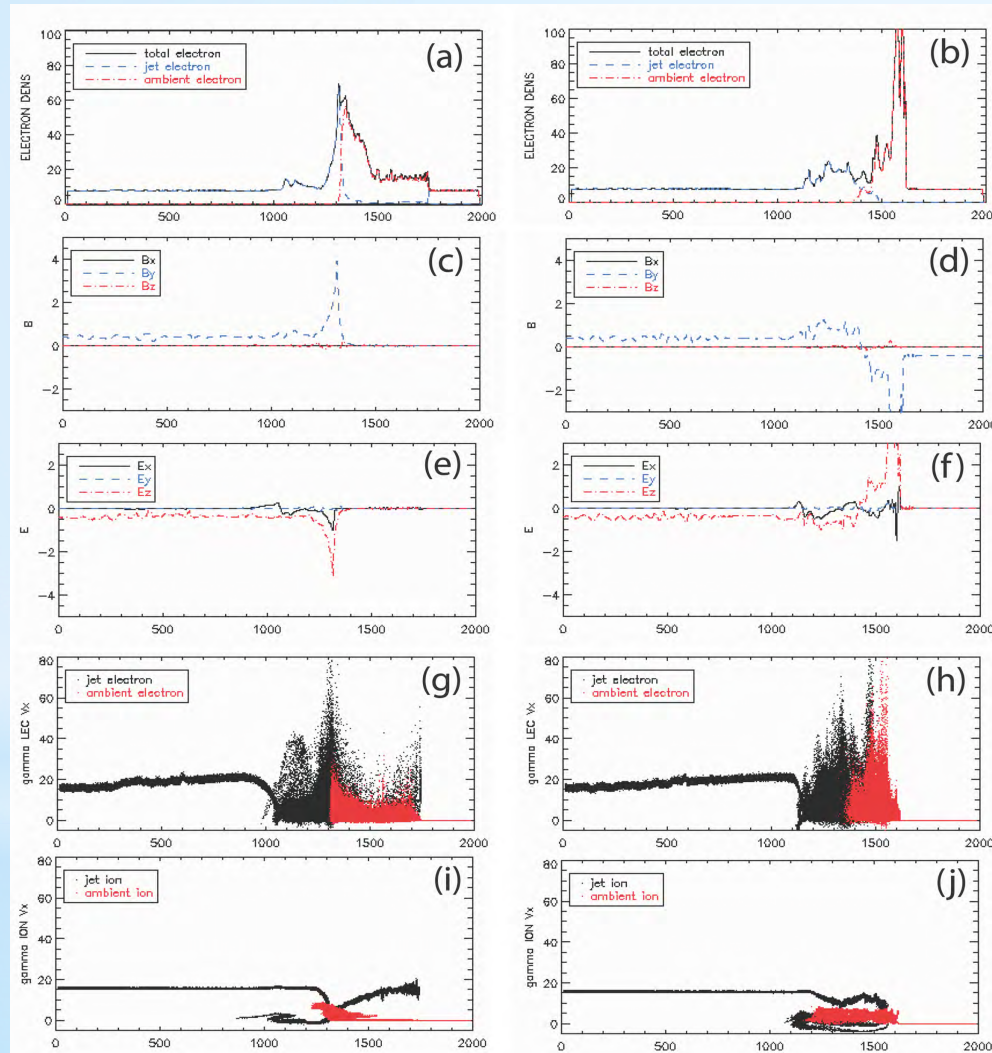 (a)
total electron
jet electron
ambient electron
ELECTRON DENS
100
80
60
40
20
0
0 500 1000 1500 2000
(b)
total electron
jet electron
ambient electron
ELECTRON DENS
100
80
60
40
20
0
0 500 1000 1500 2000
(c)
Bx
By
Bz
B
4
2
0
-2
0 500 1000 1500 2000
(d)
Bx
By
Bz
B
4
2
0
-2
0 500 1000 1500 2000
(e)
Ex
Ey
Ez
E
2
0
-2
-4
0 500 1000 1500 2000
(f)
Ex
Ey
Ez
E
2
0
-2
-4
0 500 1000 1500 2000
(g)
jet electron
ambient electron
gamma LEC Vx
80
60
40
20
0
0 500 1000 1500 2000
(h)
jet electron
ambient electron
gamma LEC Vx
80
60
40
20
0
0 500 1000 1500 2000
(i)
jet ion
ambient ion
gamma ION Vx
80
60
40
20
0
0 500 1000 1500 2000
(j)
jet ion
ambient ion
gamma ION Vx
80
60
40
20
0
0 500 1000 1500 2000